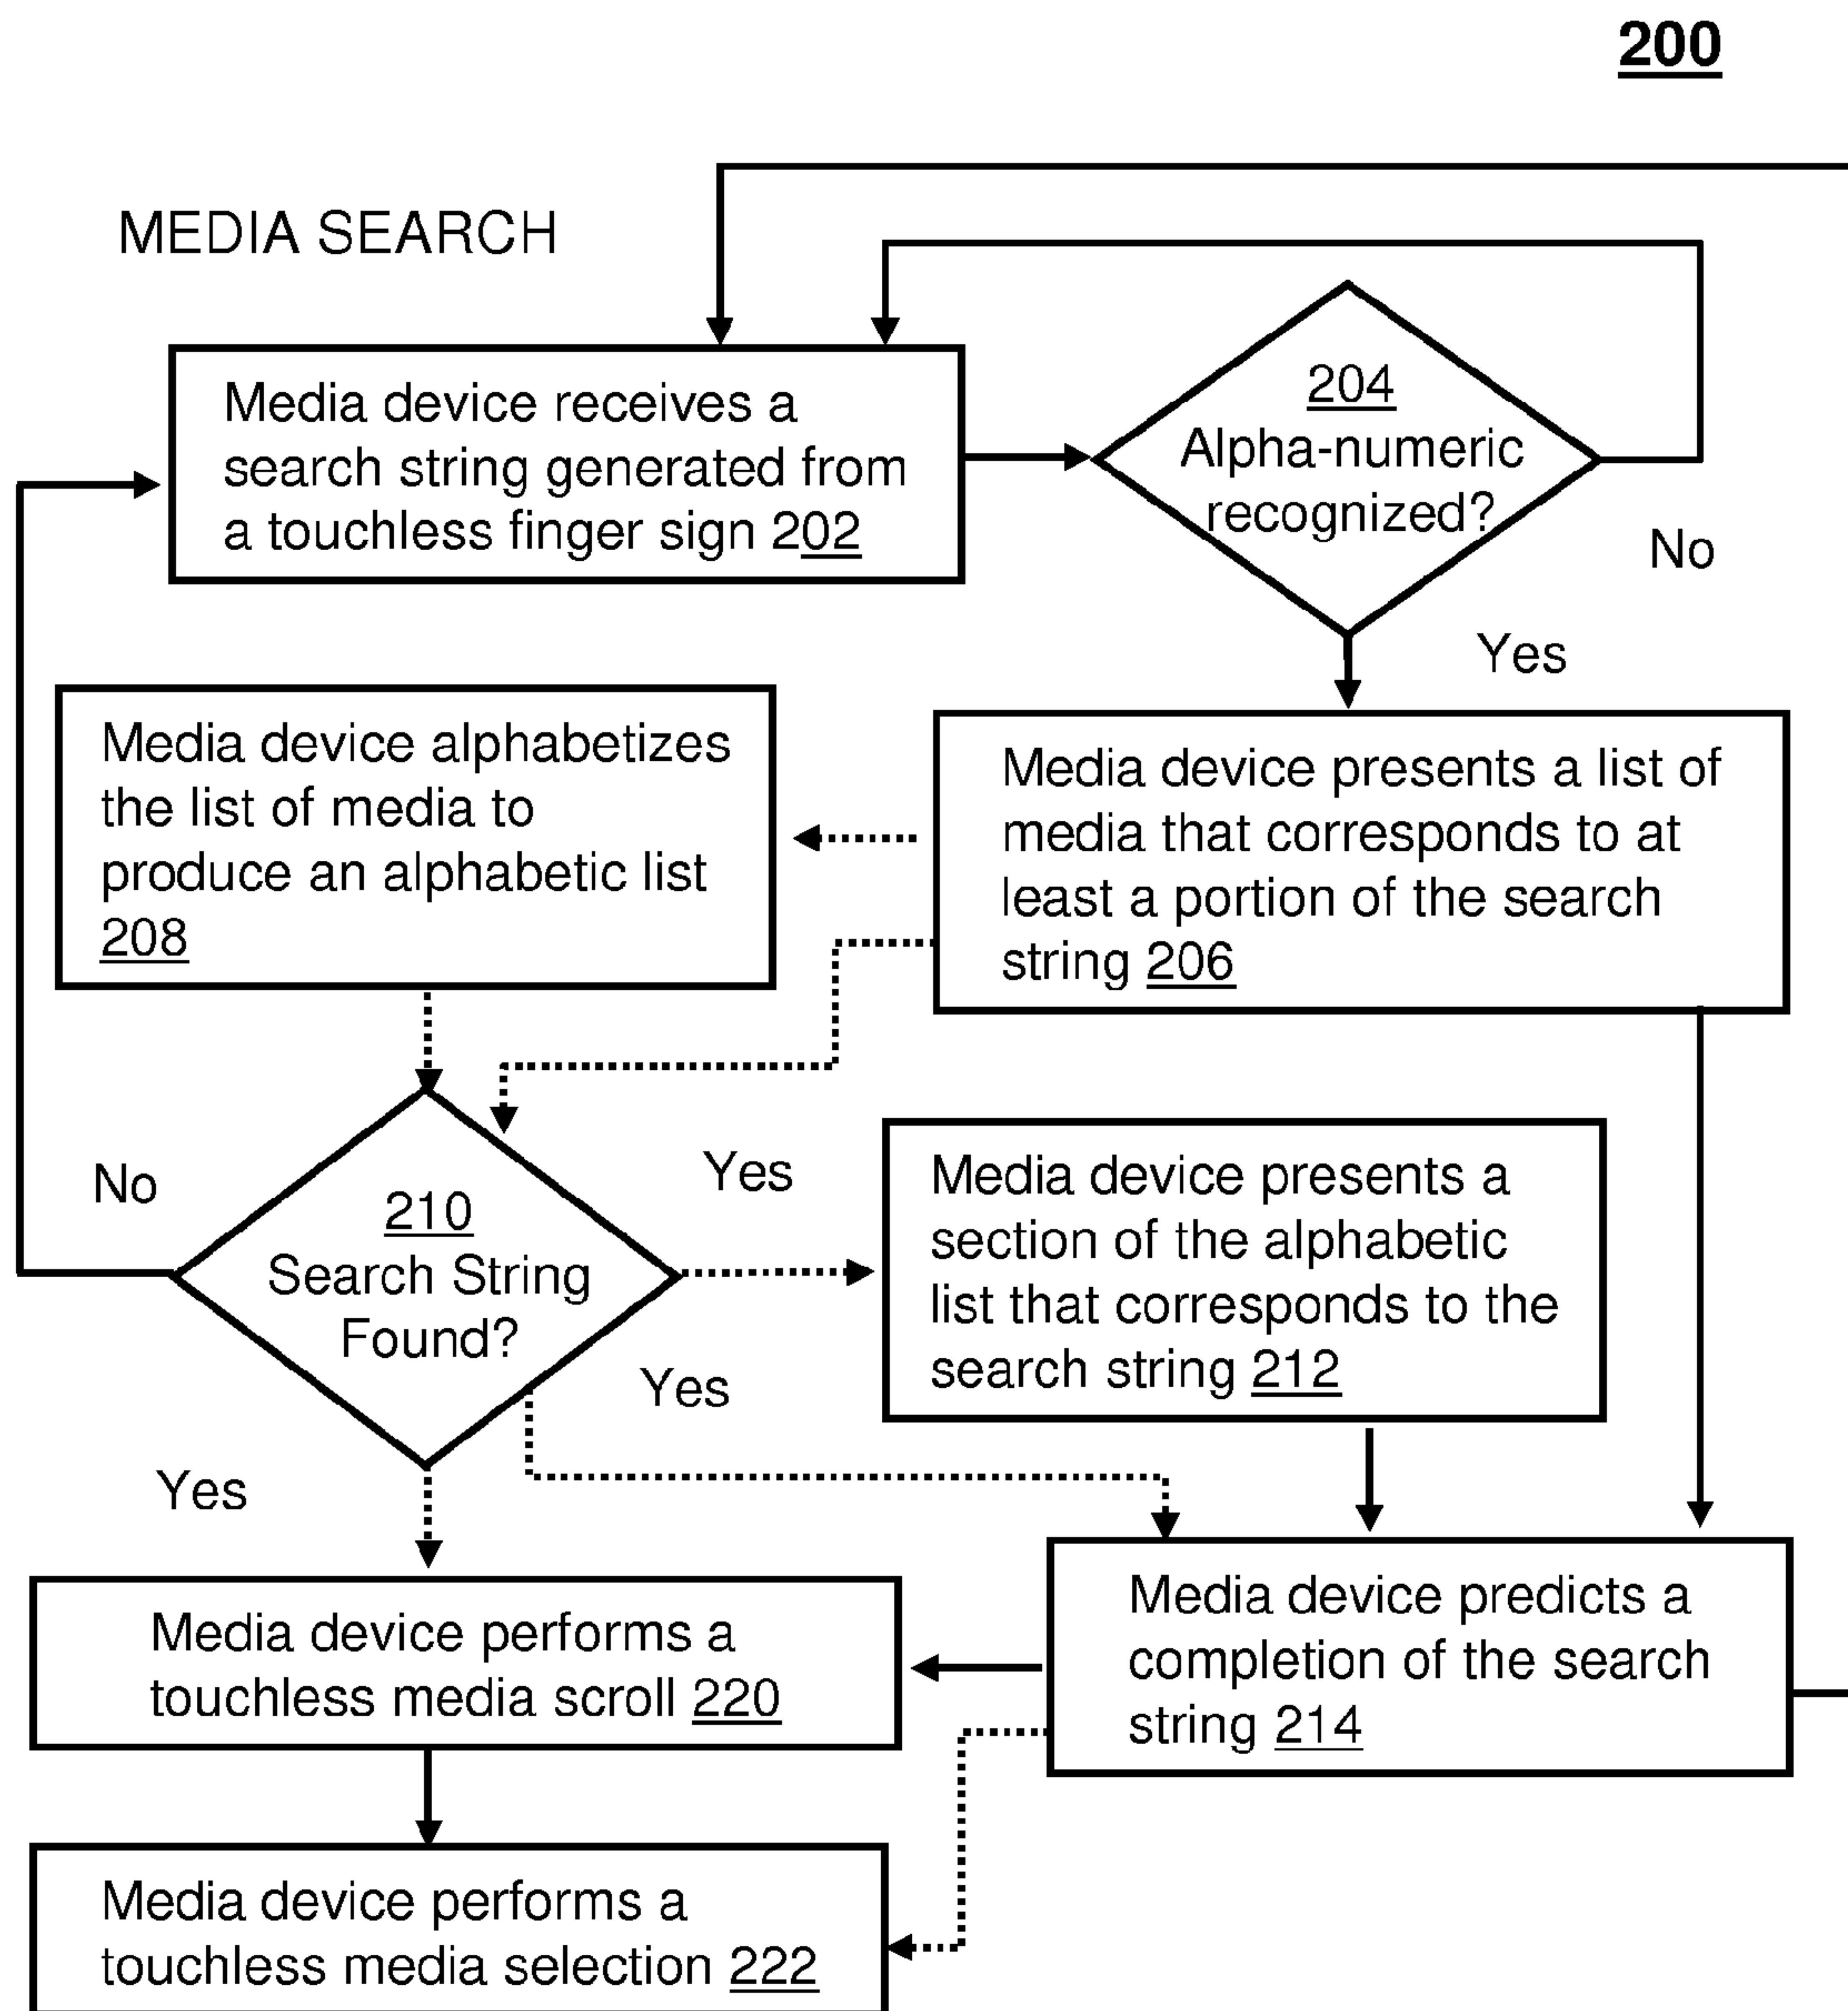 200
MEDIA SEARCH
Media device receives a
search string generated from
a touchless finger sign 202
204
Alpha-numeric
recognized?
No
Yes
Media device alphabetizes
the list of media to
produce an alphabetic list
208
Media device presents a list of
media that corresponds to at
least a portion of the search
string 206
No
210
Search String
Found?
Yes
Yes
Yes
Media device presents a
section of the alphabetic
list that corresponds to the
search string 212
Media device performs a
touchless media scroll 220
Media device predicts a
completion of the search
string 214
Media device performs a
touchless media selection 222